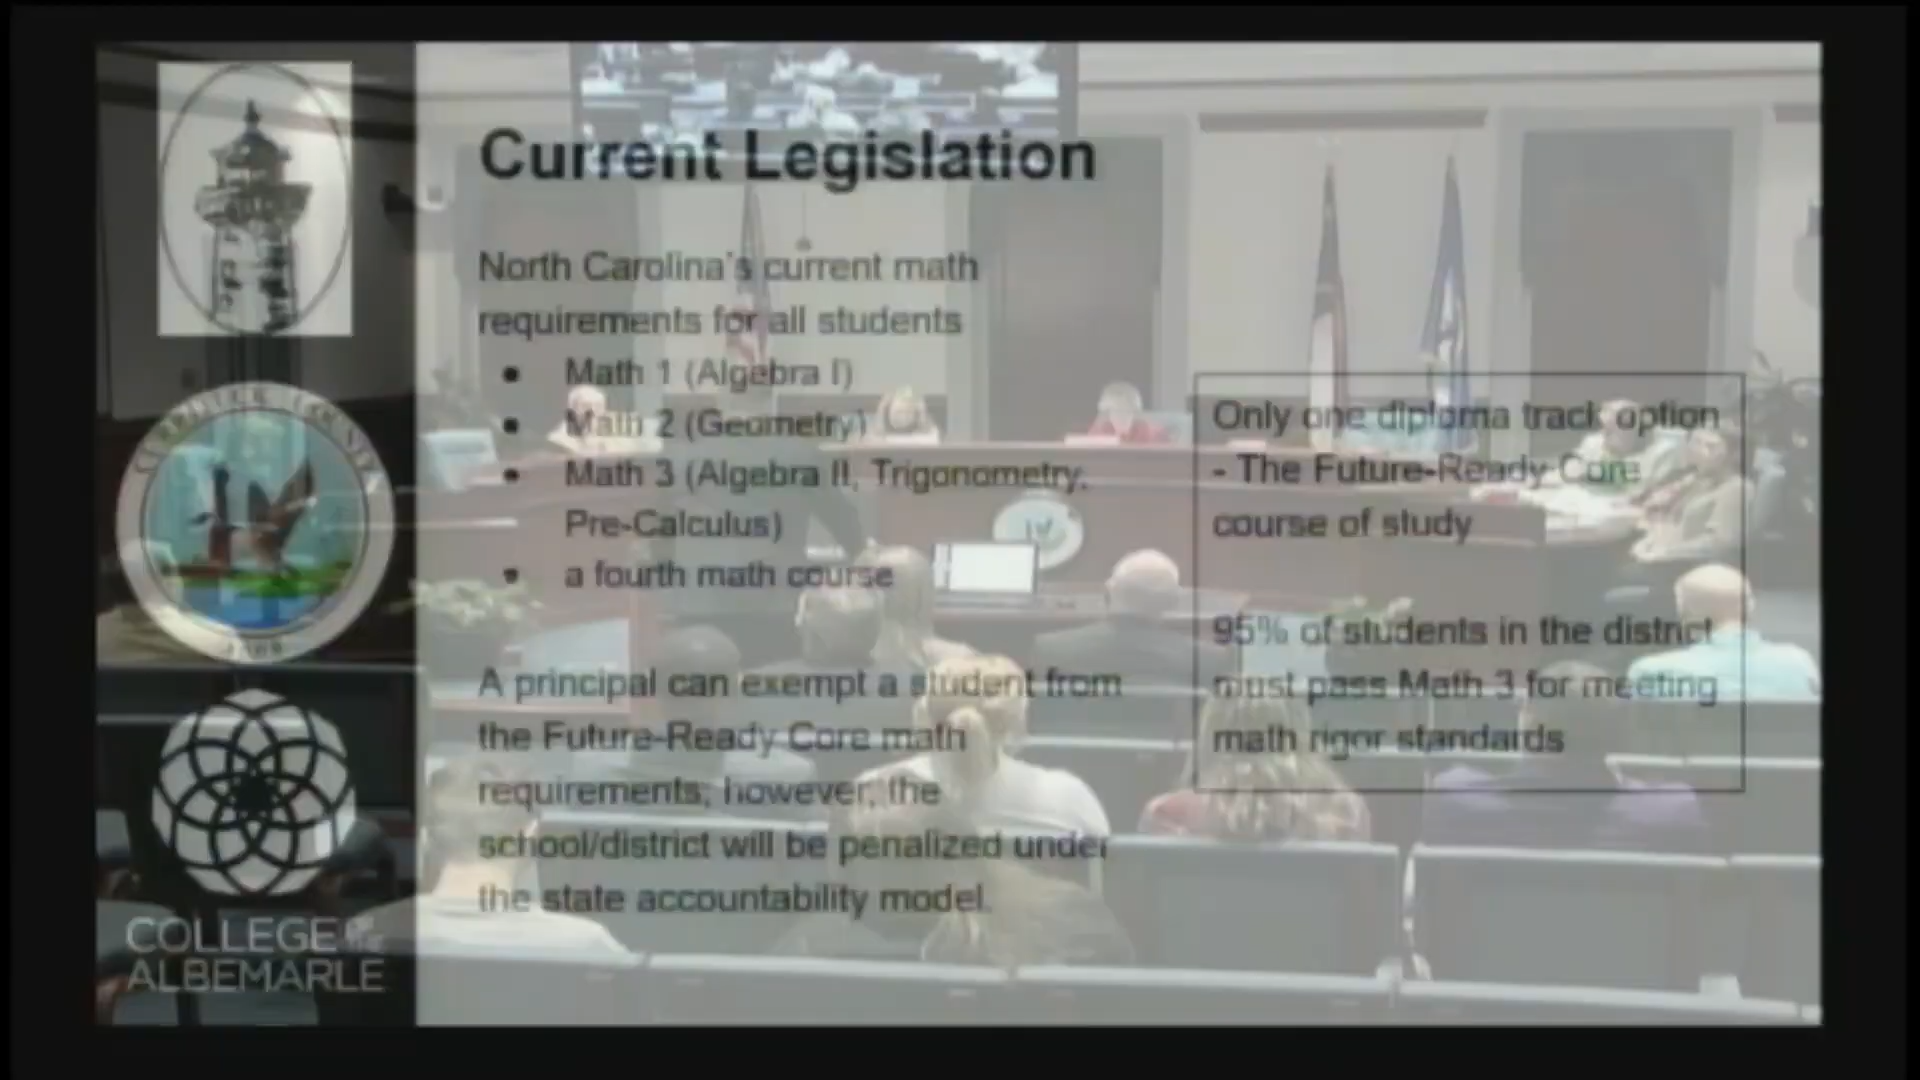 Current Legislation
North Carolina's current math
requirements for all students
• Math 1 (Algebra I)
• Math 2 (Geometry)
• Math 3 (Algebra II, Trigonometry,
Pre-Calculus)
• a fourth math course
A principal can exempt a student from
the Future-Ready Core math
requirements; however, the
school/district will be penalized under
the state accountability model.
Only one diploma track option
- The Future-Ready Core
course of study
95% of students in the district
must pass Math 3 for meeting
math rigor standards
COLLEGE OF THE
ALBEMARLE